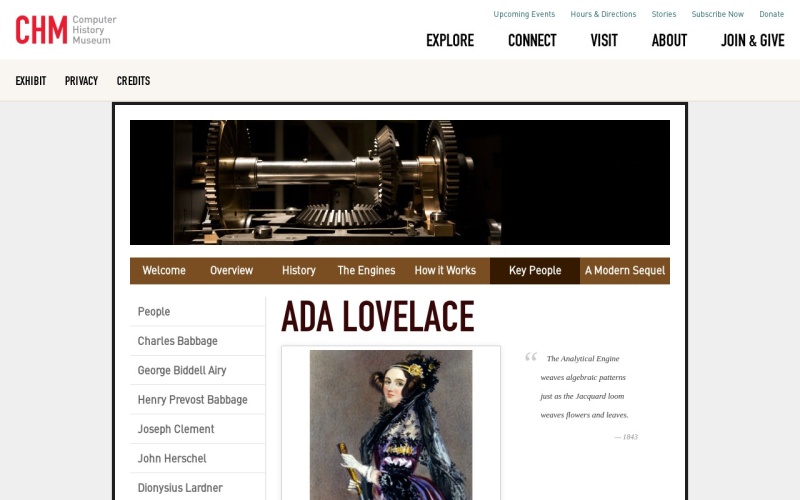 CHM Computer
History
Museum
Upcoming Events Hours & Directions Stories Subscribe Now Donate
EXPLORE CONNECT VISIT ABOUT JOIN & GIVE
EXHIBIT PRIVACY CREDITS
Welcome Overview History The Engines How it Works Key People A Modern Sequel
People
Charles Babbage
George Biddell Airy
Henry Prevost Babbage
Joseph Clement
John Herschel
Dionysius Lardner
ADA LOVELACE
“ The Analytical Engine
weaves algebraic patterns
just as the Jacquard loom
weaves flowers and leaves.
— 1843